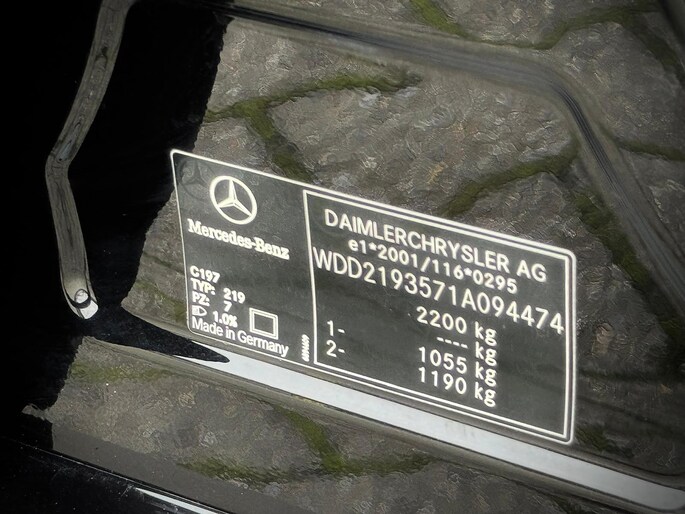 Mercedes-Benz
C197
TYP: 219
PZ: 7
1.0%
Made in Germany
DAIMLERCHRYSLER AG
e1*2001/116*0295
WDD2193571A094474
2200 kg
---- kg
1- 1055 kg
2- 1190 kg